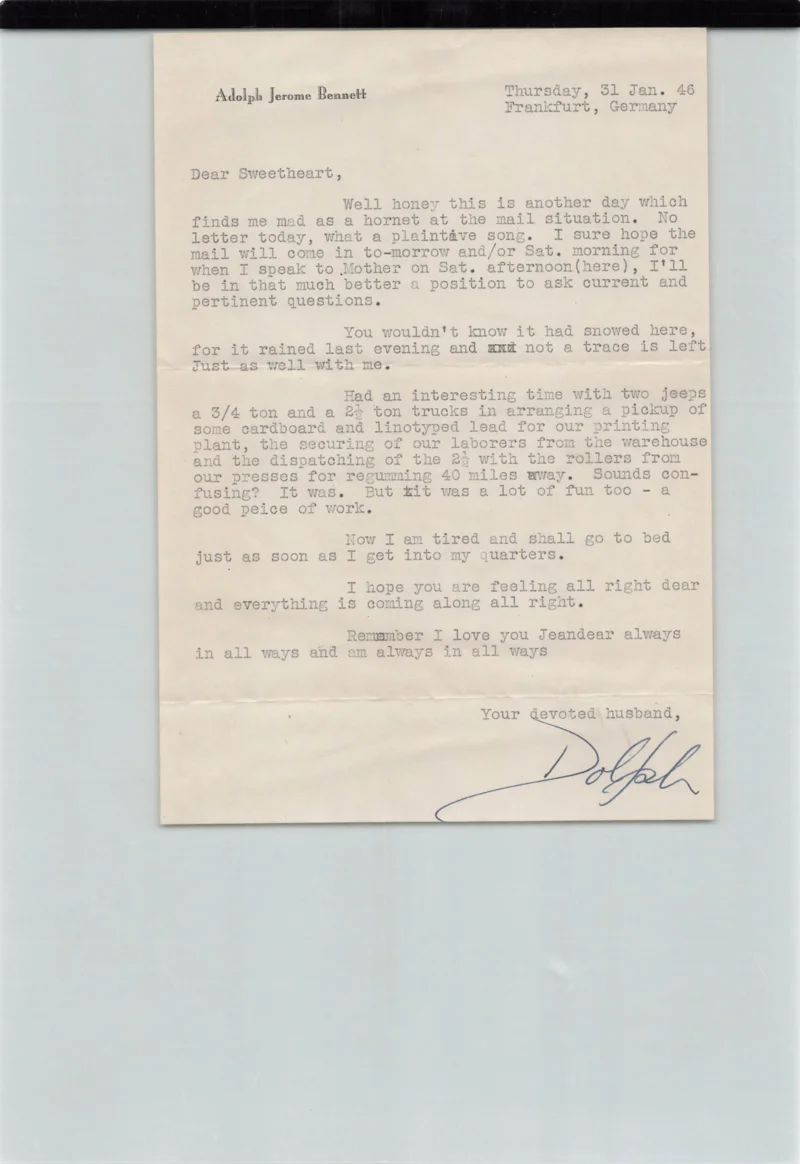 Adolph Jerome Bennett
Thursday, 31 Jan. 46
Frankfurt, Germany
Dear Sweetheart,
Well honey this is another day which
finds me mad as a hornet at the mail situation. No
letter today, what a plaintive song. I sure hope the
mail will come in to-morrow and/or Sat. morning for
when I speak to .Mother on Sat. afternoon(here), I'll
be in that much better a position to ask current and
pertinent questions.
You wouldn't know it had snowed here,
for it rained last evening and not a trace is left
Just as well with me.
Had an interesting time with two jeeps
a 3/4 ton and a 2½ ton trucks in arranging a pickup of
some cardboard and linotyped lead for our printing
plant, the securing of our laborers from the warehouse
and the dispatching of the 2½ with the rollers from
our presses for regumming 40 miles away. Sounds con-
fusing? It was. But it was a lot of fun too - a
good peice of work.
Now I am tired and shall go to bed
just as soon as I get into my quarters.
I hope you are feeling all right dear
and everything is coming along all right.
Remember I love you Jeandear always
in all ways and am always in all ways
Your devoted husband,
Dolph